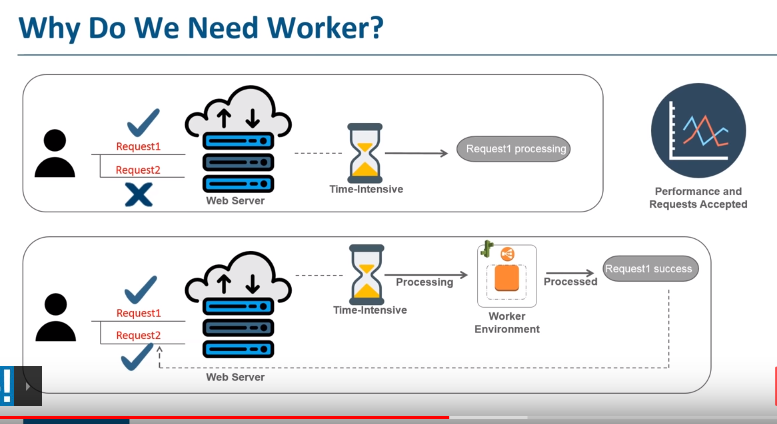 Why Do We Need Worker?
Request1
Request2
Web Server
Time-Intensive
Request1 processing
Performance and
Requests Accepted
Request1
Request2
Web Server
Time-Intensive
Processing
Worker
Environment
Processed
Request1 success